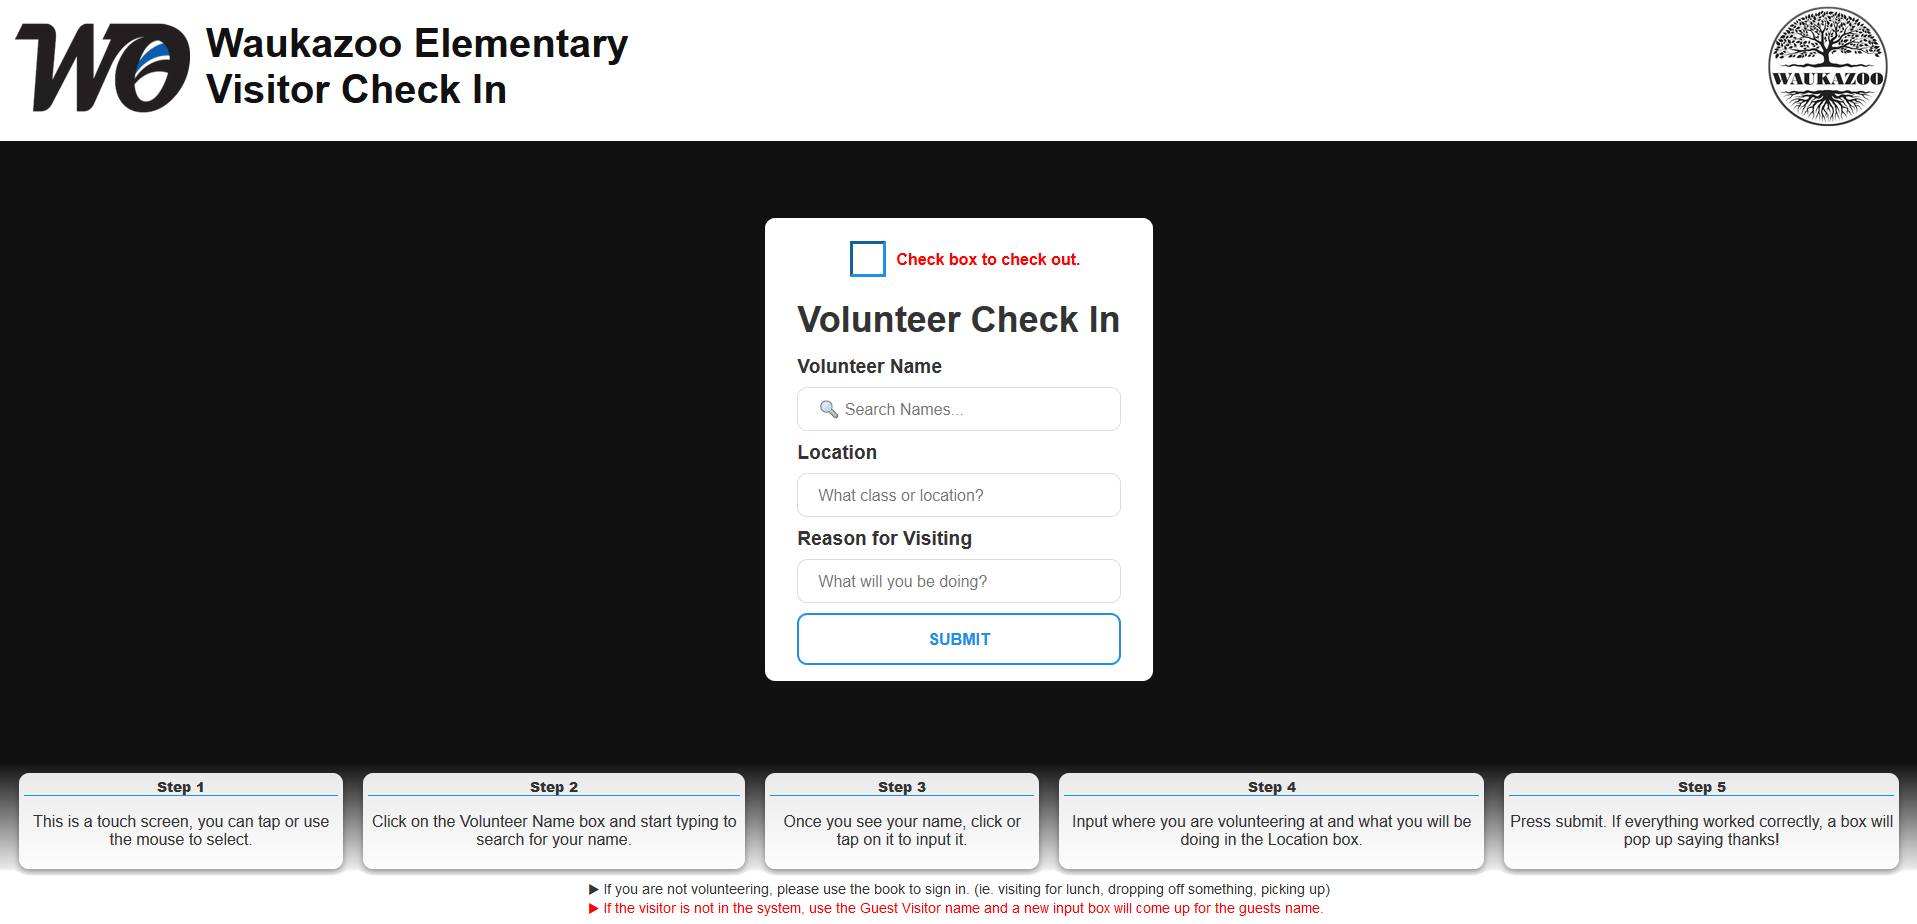 WO
Waukazoo Elementary
Visitor Check In
WAUKAZOO
Check box to check out.
Volunteer Check In
Volunteer Name
🔍 Search Names...
Location
What class or location?
Reason for Visiting
What will you be doing?
SUBMIT
Step 1
This is a touch screen, you can tap or use
the mouse to select.
Step 2
Click on the Volunteer Name box and start typing to
search for your name.
Step 3
Once you see your name, click or
tap on it to input it.
Step 4
Input where you are volunteering at and what you will be
doing in the Location box.
Step 5
Press submit. If everything worked correctly, a box will
pop up saying thanks!
► If you are not volunteering, please use the book to sign in. (ie. visiting for lunch, dropping off something, picking up)
► If the visitor is not in the system, use the Guest Visitor name and a new input box will come up for the guests name.